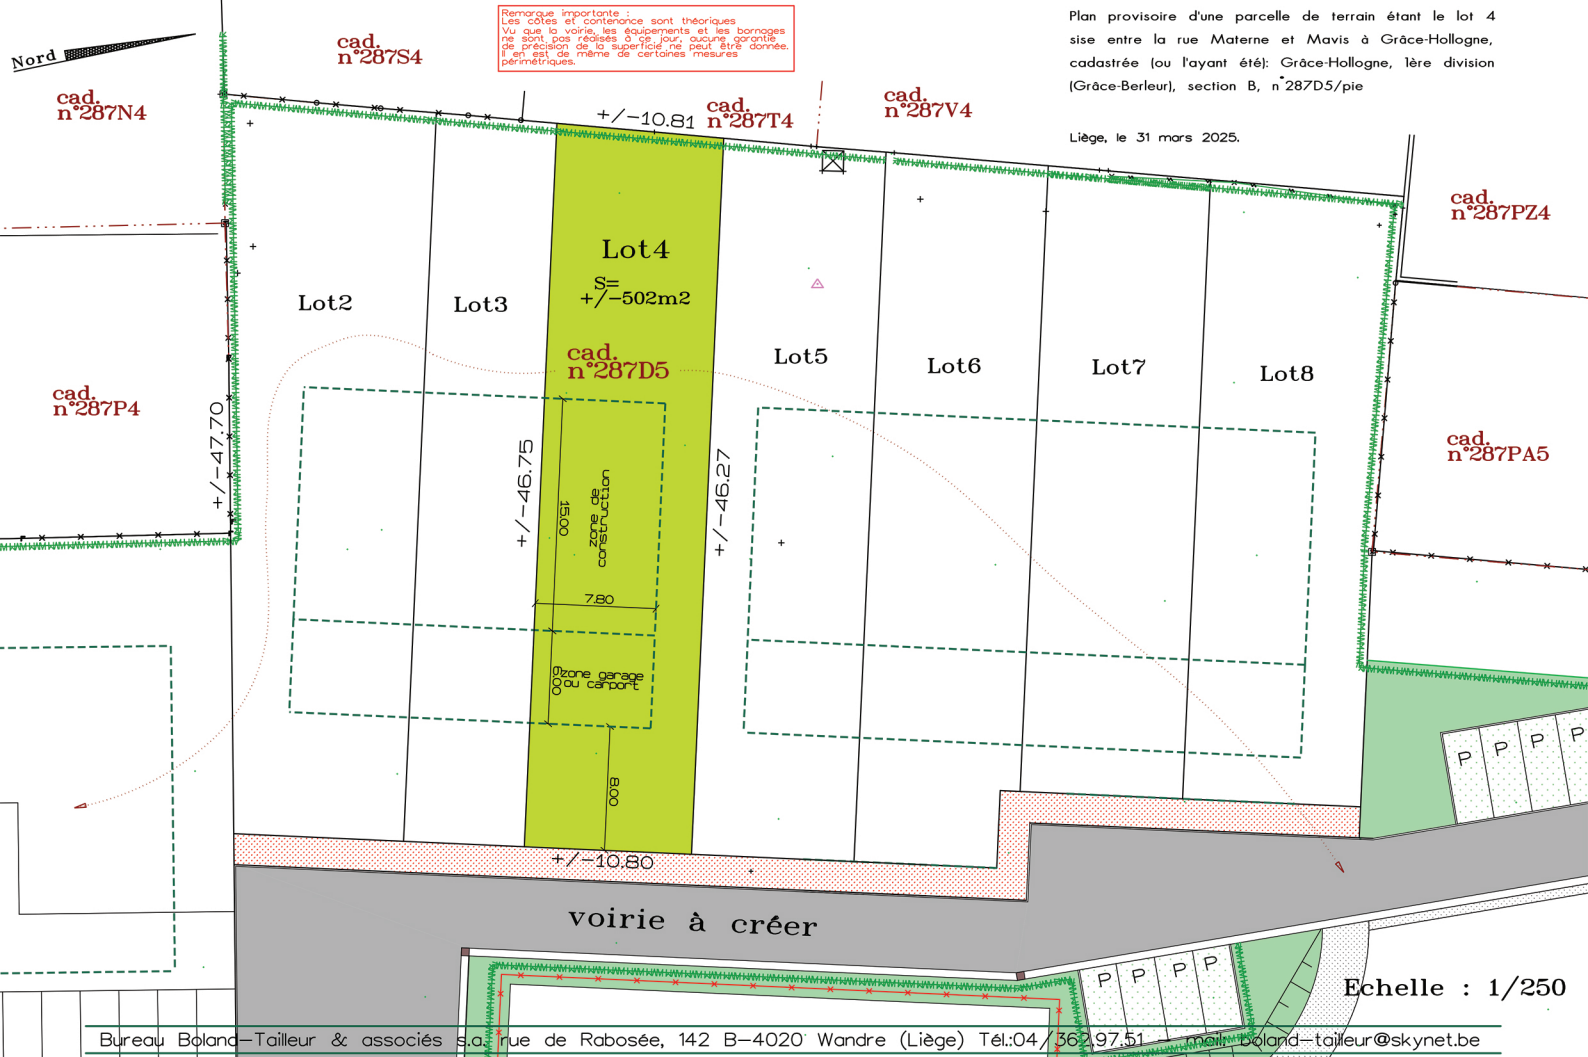 Remarque importante :
Les côtes et contenance sont théoriques
Vu que la voirie, les équipements et les bornages
ne sont pas réalisés à ce jour, aucune garantie
de précision de la superficie ne peut être donnée.
Il en est de même de certaines mesures
périmétriques.
Plan provisoire d'une parcelle de terrain étant le lot 4
sise entre la rue Materne et Mavis à Grâce-Hollogne,
cadastrée (ou l'ayant été): Grâce-Hollogne, 1ère division
(Grâce-Berleur), section B, n°287D5/pie
Liège, le 31 mars 2025.
Nord
cad.
n°287S4
cad.
n°287N4
cad.
n°287T4
cad.
n°287V4
cad.
n°287PZ4
cad.
n°287P4
cad.
n°287PA5
+/-10.81
Lot4
S=
+/-502m2
cad.
n°287D5
Lot2
Lot3
Lot5
Lot6
Lot7
Lot8
+/-47.70
+/-46.75
+/-46.27
15.00
zone de
construction
7.80
6.00
zone garage
ou carport
8.00
+/-10.80
voirie à créer
P P P P
P P P P
Echelle : 1/250
Bureau Boland-Tailleur & associés s.a. rue de Rabosée, 142 B-4020 Wandre (Liège) Tél.:04/362.97.51 - mail: boland-tailleur@skynet.be